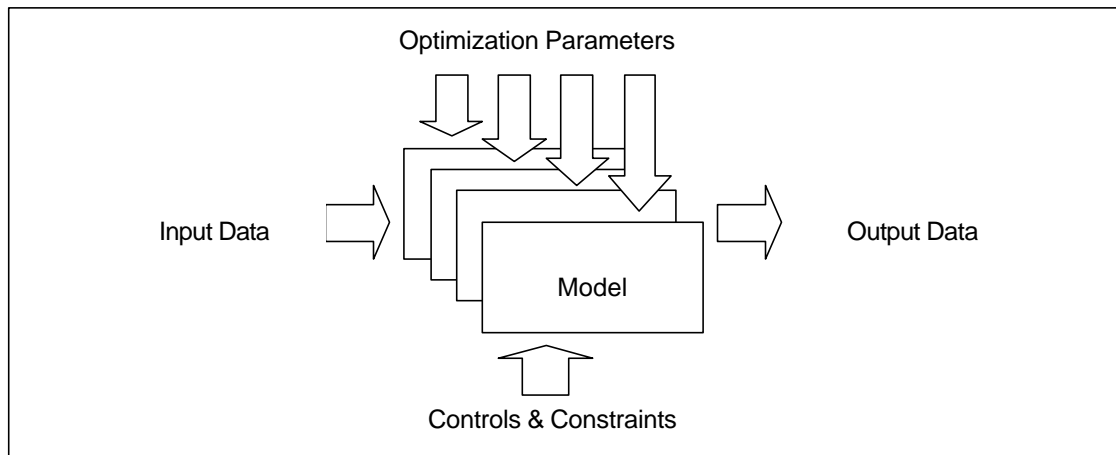 Optimization Parameters
Input Data
Output Data
Model
Controls & Constraints